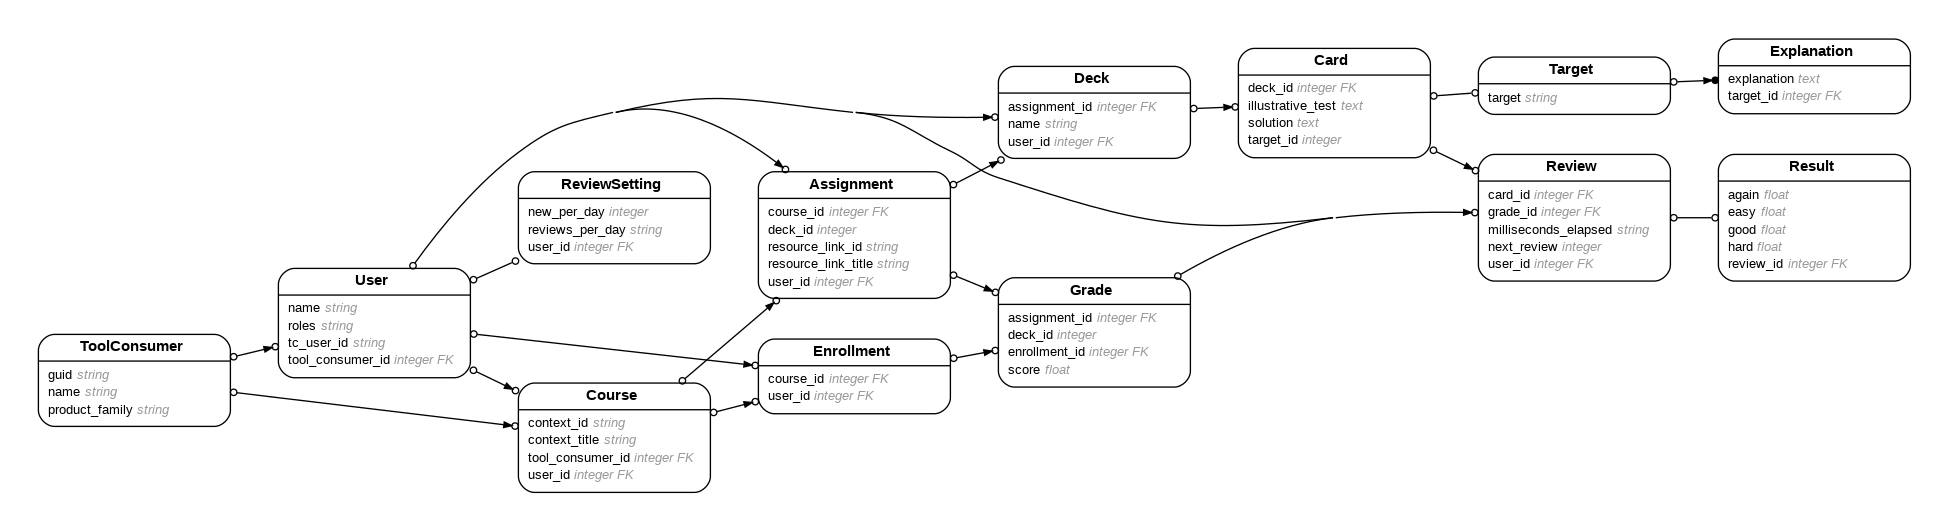 ToolConsumer
guid string
name string
product_family string
User
name string
roles string
tc_user_id string
tool_consumer_id integer FK
ReviewSetting
new_per_day integer
reviews_per_day string
user_id integer FK
Course
context_id string
context_title string
tool_consumer_id integer FK
user_id integer FK
Assignment
course_id integer FK
deck_id integer
resource_link_id string
resource_link_title string
user_id integer FK
Enrollment
course_id integer FK
user_id integer FK
Deck
assignment_id integer FK
name string
user_id integer FK
Grade
assignment_id integer FK
deck_id integer
enrollment_id integer FK
score float
Card
deck_id integer FK
illustrative_test text
solution text
target_id integer
Target
target string
Review
card_id integer FK
grade_id integer FK
milliseconds_elapsed string
next_review integer
user_id integer FK
Explanation
explanation text
target_id integer FK
Result
again float
easy float
good float
hard float
review_id integer FK